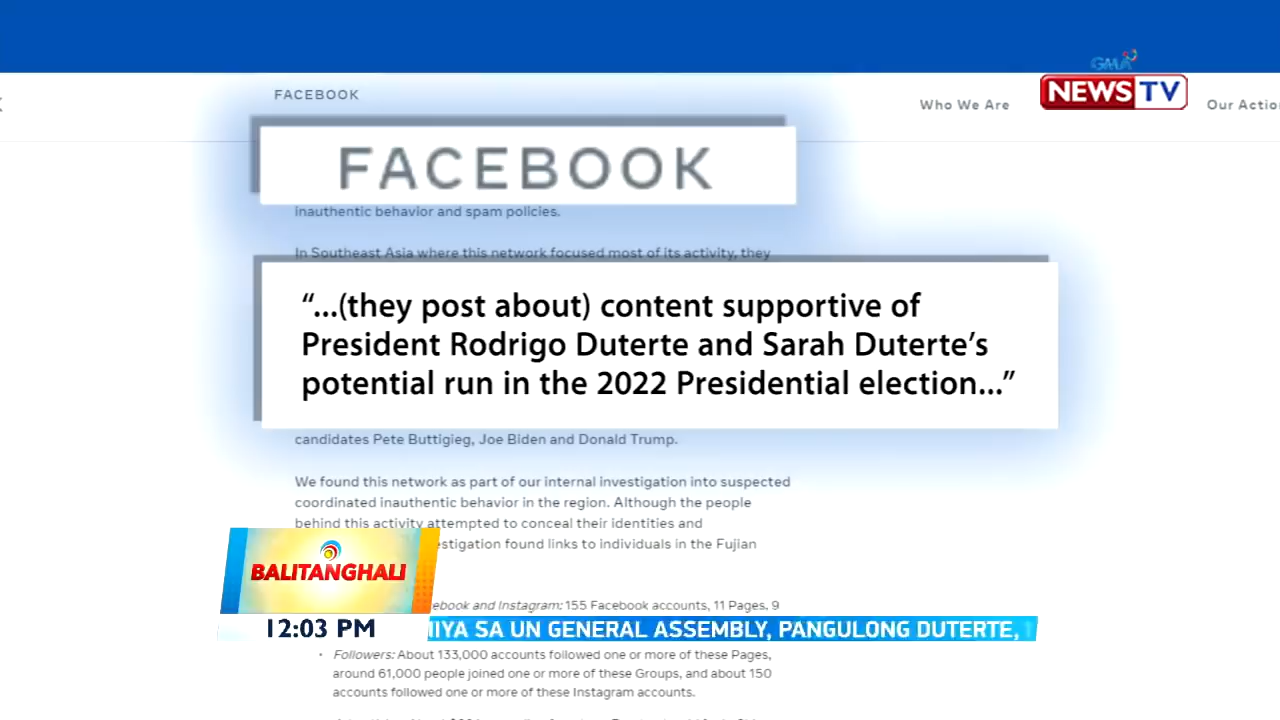 GMA
NEWS TV
FACEBOOK
Who We Are
Our Actio
FACEBOOK
inauthentic behavior and spam policies.
In Southeast Asia where this network focused most of its activity, they
“...(they post about) content supportive of
President Rodrigo Duterte and Sarah Duterte’s
potential run in the 2022 Presidential election...”
candidates Pete Buttigieg, Joe Biden and Donald Trump.
We found this network as part of our internal investigation into suspected
coordinated inauthentic behavior in the region. Although the people
behind this activity attempted to conceal their identities and
estigation found links to individuals in the Fujian
BALITANGHALI
ebook and Instagram: 155 Facebook accounts, 11 Pages, 9
12:03 PM
IYA SA UN GENERAL ASSEMBLY, PANGULONG DUTERTE,
· Followers: About 133,000 accounts followed one or more of these Pages,
around 61,000 people joined one or more of these Groups, and about 150
accounts followed one or more of these Instagram accounts.